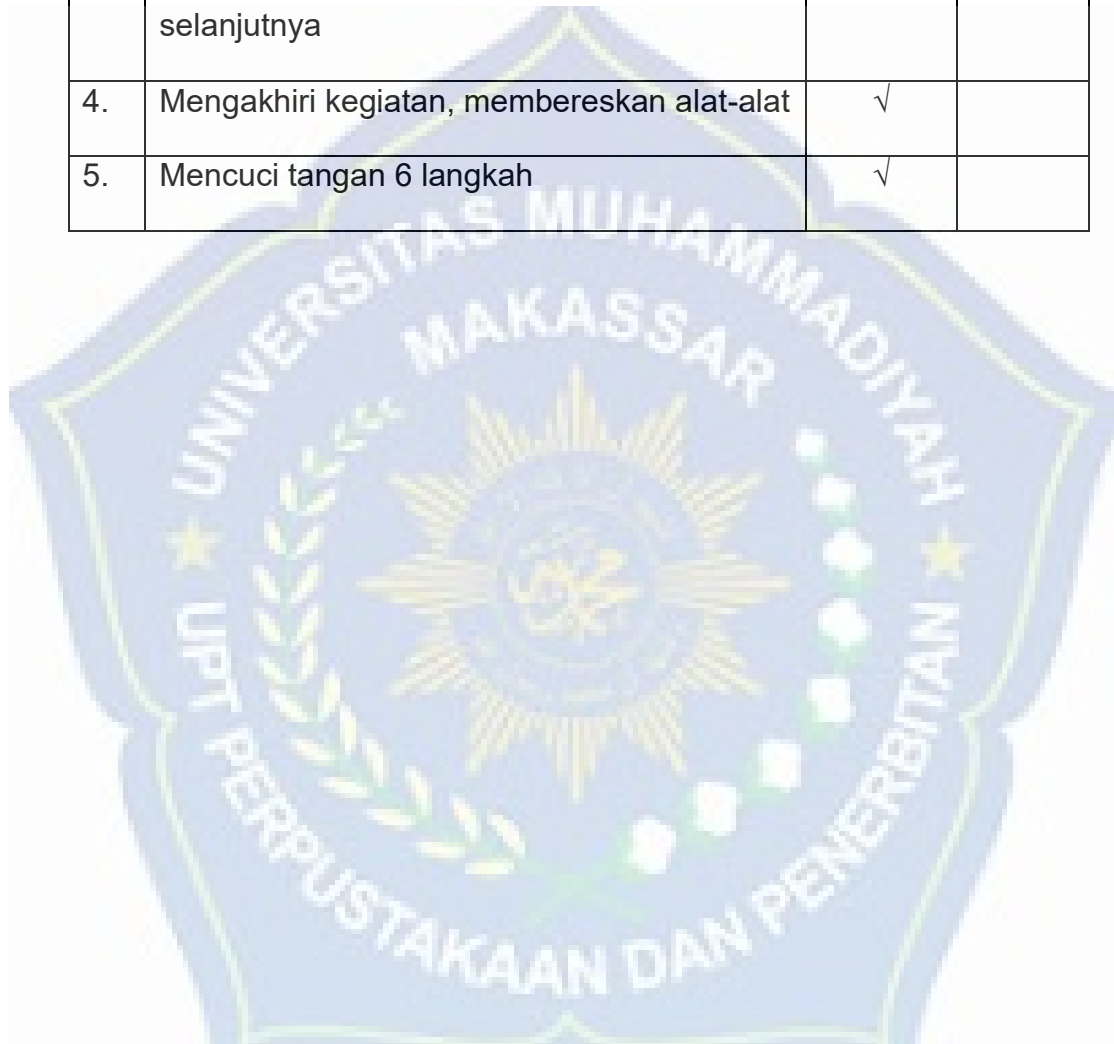 selanjutnya
4. Mengakhiri kegiatan, membereskan alat-alat √
5. Mencuci tangan 6 langkah √
UNIVERSITAS MUHAMMADIYAH
MAKASSAR
UPT PERPUSTAKAAN DAN PENERBITAN